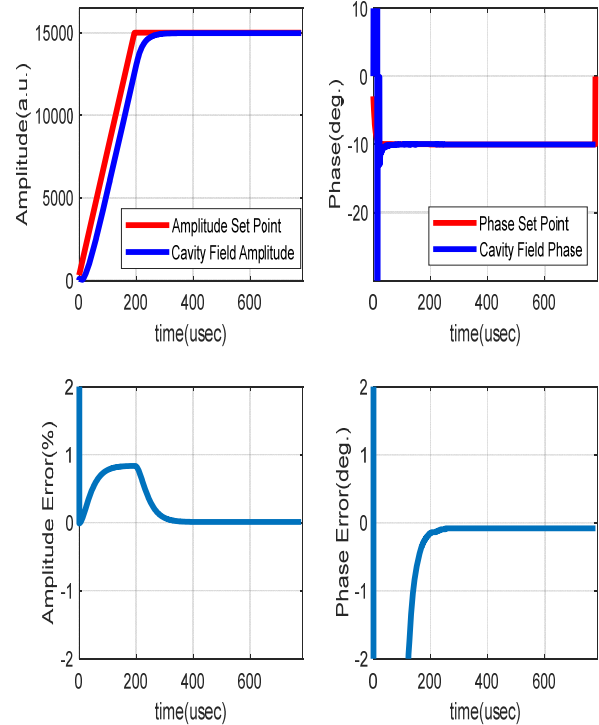 Amplitude(a.u.)
15000
10000
5000
0
0 200 400 600
time(usec)
Amplitude Set Point
Cavity Field Amplitude
Phase(deg.)
10
0
-10
-20
0 200 400 600
time(usec)
Phase Set Point
Cavity Field Phase
Amplitude Error(%)
2
1
0
-1
-2
0 200 400 600
time(usec)
Phase Error(deg.)
2
1
0
-1
-2
0 200 400 600
time(usec)